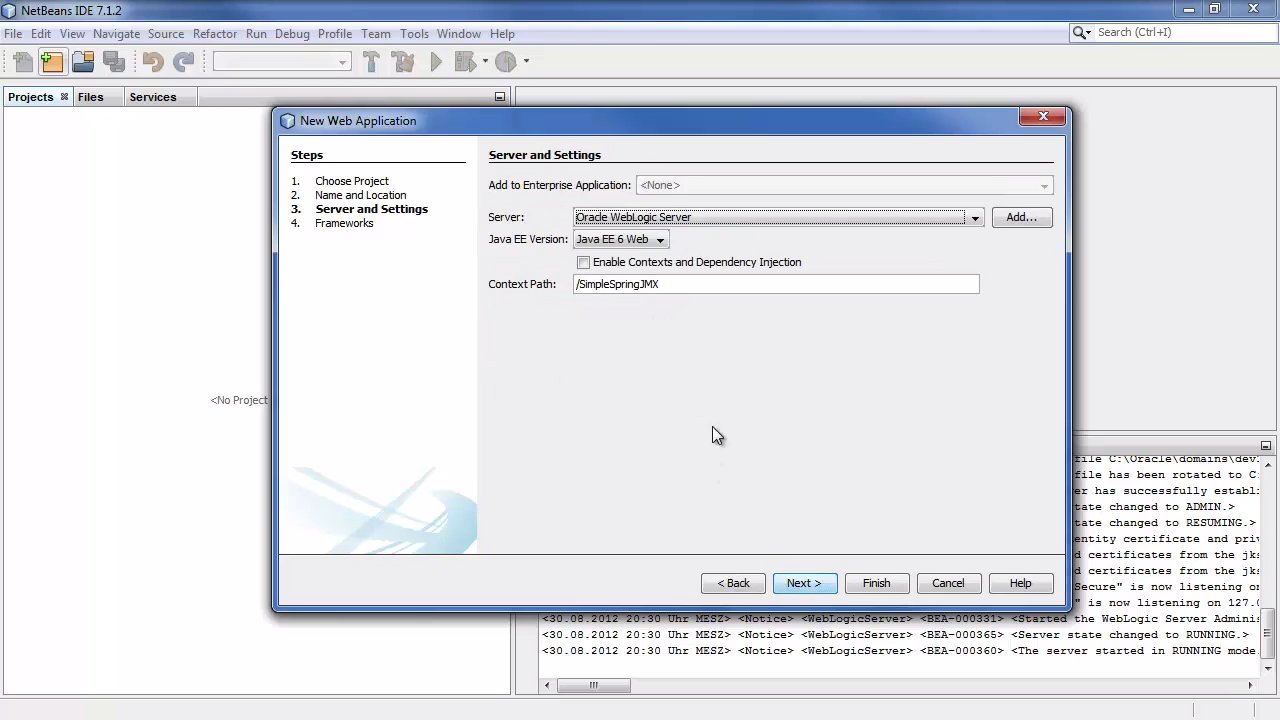 NetBeans IDE 7.1.2
File Edit View Navigate Source Refactor Run Debug Profile Team Tools Window Help
Search (Ctrl+I)
Projects Files Services
New Web Application
Steps
1. Choose Project
2. Name and Location
3. Server and Settings
4. Frameworks
Server and Settings
Add to Enterprise Application: <None>
Server: Oracle WebLogic Server Add...
Java EE Version: Java EE 6 Web
Enable Contexts and Dependency Injection
Context Path: /SimpleSpringJMX
<No Project
< Back Next > Finish Cancel Help
file C:\Oracle\domains\dev
file has been rotated to C:
er has successfully establi
tate changed to ADMIN.>
tate changed to RESUMING.>
entity certificate and priv
d certificates from the jks
d certificates from the jks
Secure" is now listening on
" is now listening on 127.0
<30.08.2012 20:30 Uhr MESZ> <Notice> <WebLogicServer> <BEA-000331> <Started the WebLogic Server Adminis
<30.08.2012 20:30 Uhr MESZ> <Notice> <WebLogicServer> <BEA-000365> <Server state changed to RUNNING.>
<30.08.2012 20:30 Uhr MESZ> <Notice> <WebLogicServer> <BEA-000360> <The server started in RUNNING mode.